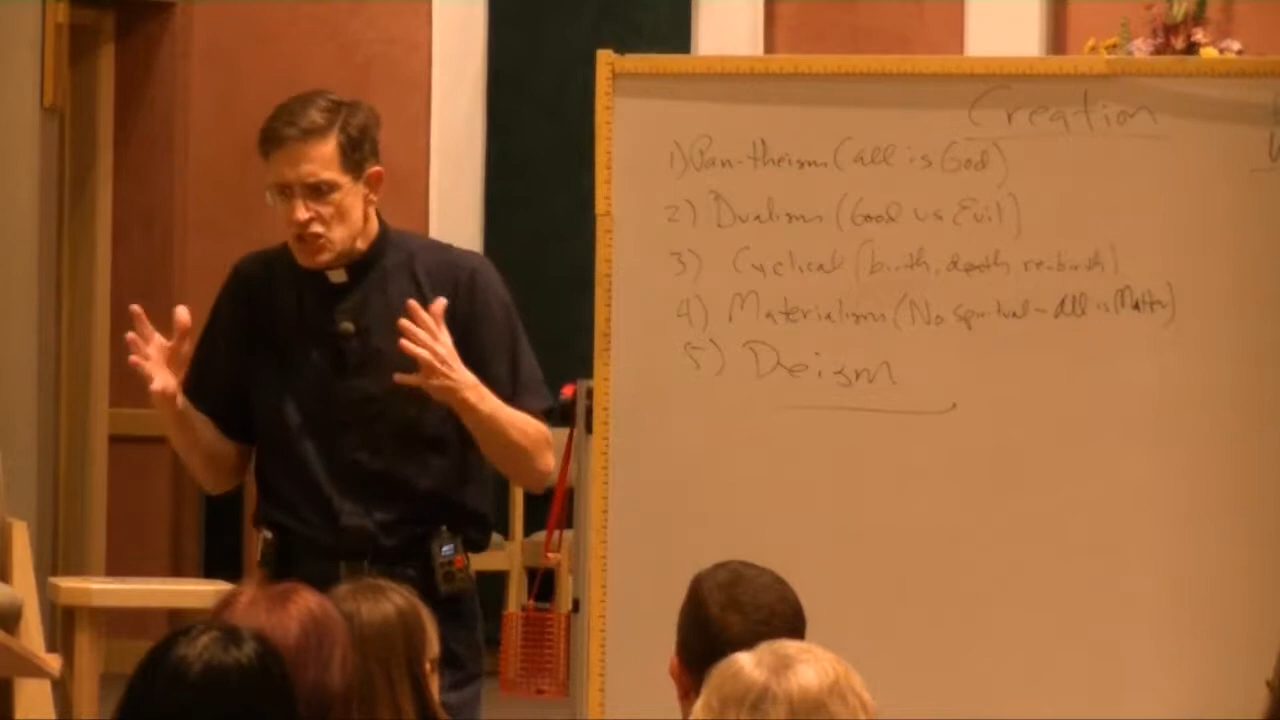 Creation
1) Pan-theism (all is God)
2) Dualism (Good vs Evil)
3) Cyclical (birth, death re-birth)
4) Materialism (No spiritual - all is Matter)
5) Deism